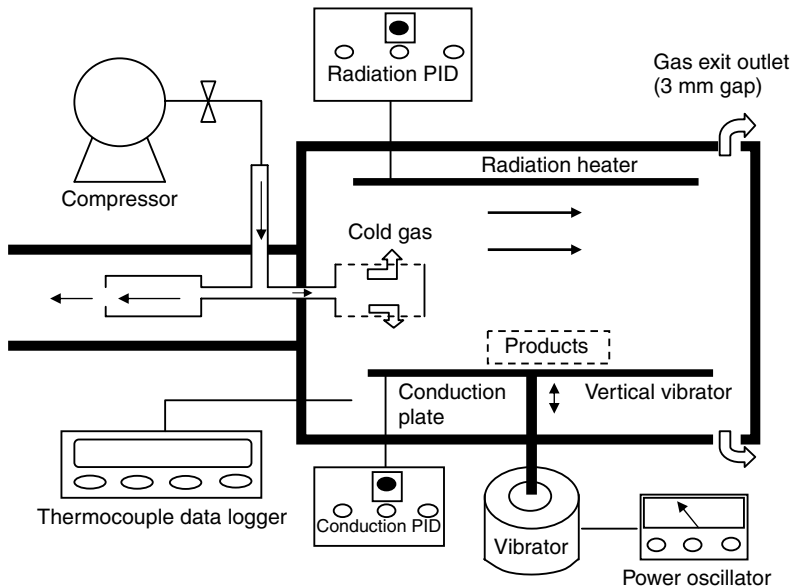 Radiation PID
Gas exit outlet
(3 mm gap)
Compressor
Radiation heater
Cold gas
Products
Conduction
plate
Vertical vibrator
Thermocouple data logger
Conduction PID
Vibrator
Power oscillator